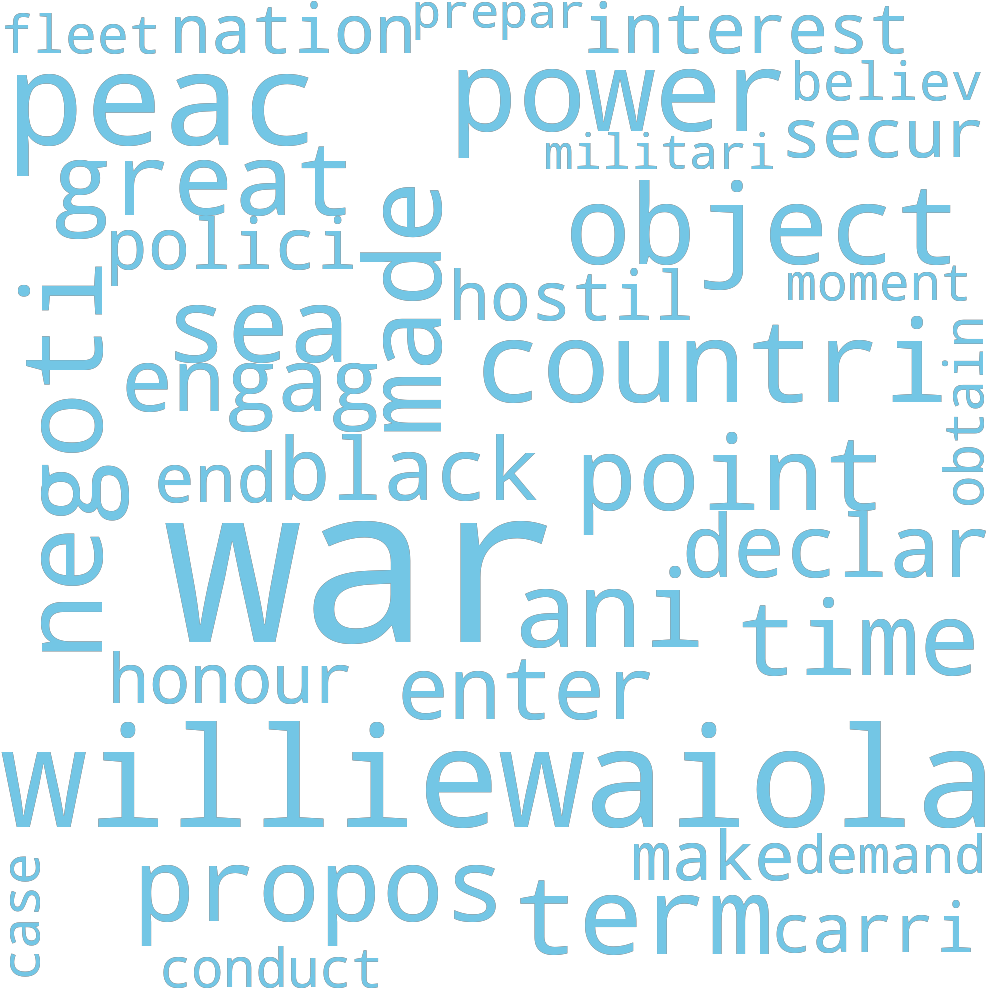 fleet nation prepar interest
peac power believ
militari secur
great object
polici made moment
negoti sea hostil
engag countri obtain
end black point
war declar
ani time
honour enter
williewaiola
make demand
case propos term carri
conduct